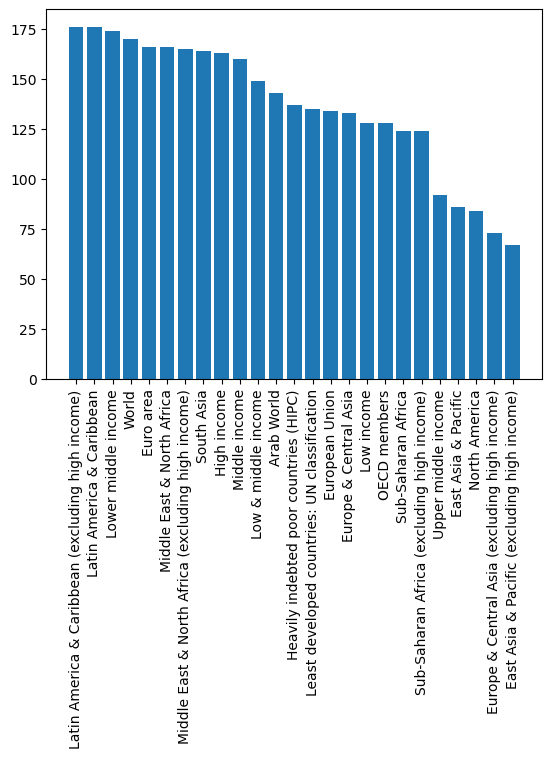 175
150
125
100
75
50
25
0
Latin America & Caribbean (excluding high income)
Latin America & Caribbean
Lower middle income
World
Euro area
Middle East & North Africa
Middle East & North Africa (excluding high income)
South Asia
High income
Middle income
Low & middle income
Arab World
Heavily indebted poor countries (HIPC)
Least developed countries: UN classification
European Union
Europe & Central Asia
Low income
OECD members
Sub-Saharan Africa
Sub-Saharan Africa (excluding high income)
Upper middle income
East Asia & Pacific
North America
Europe & Central Asia (excluding high income)
East Asia & Pacific (excluding high income)